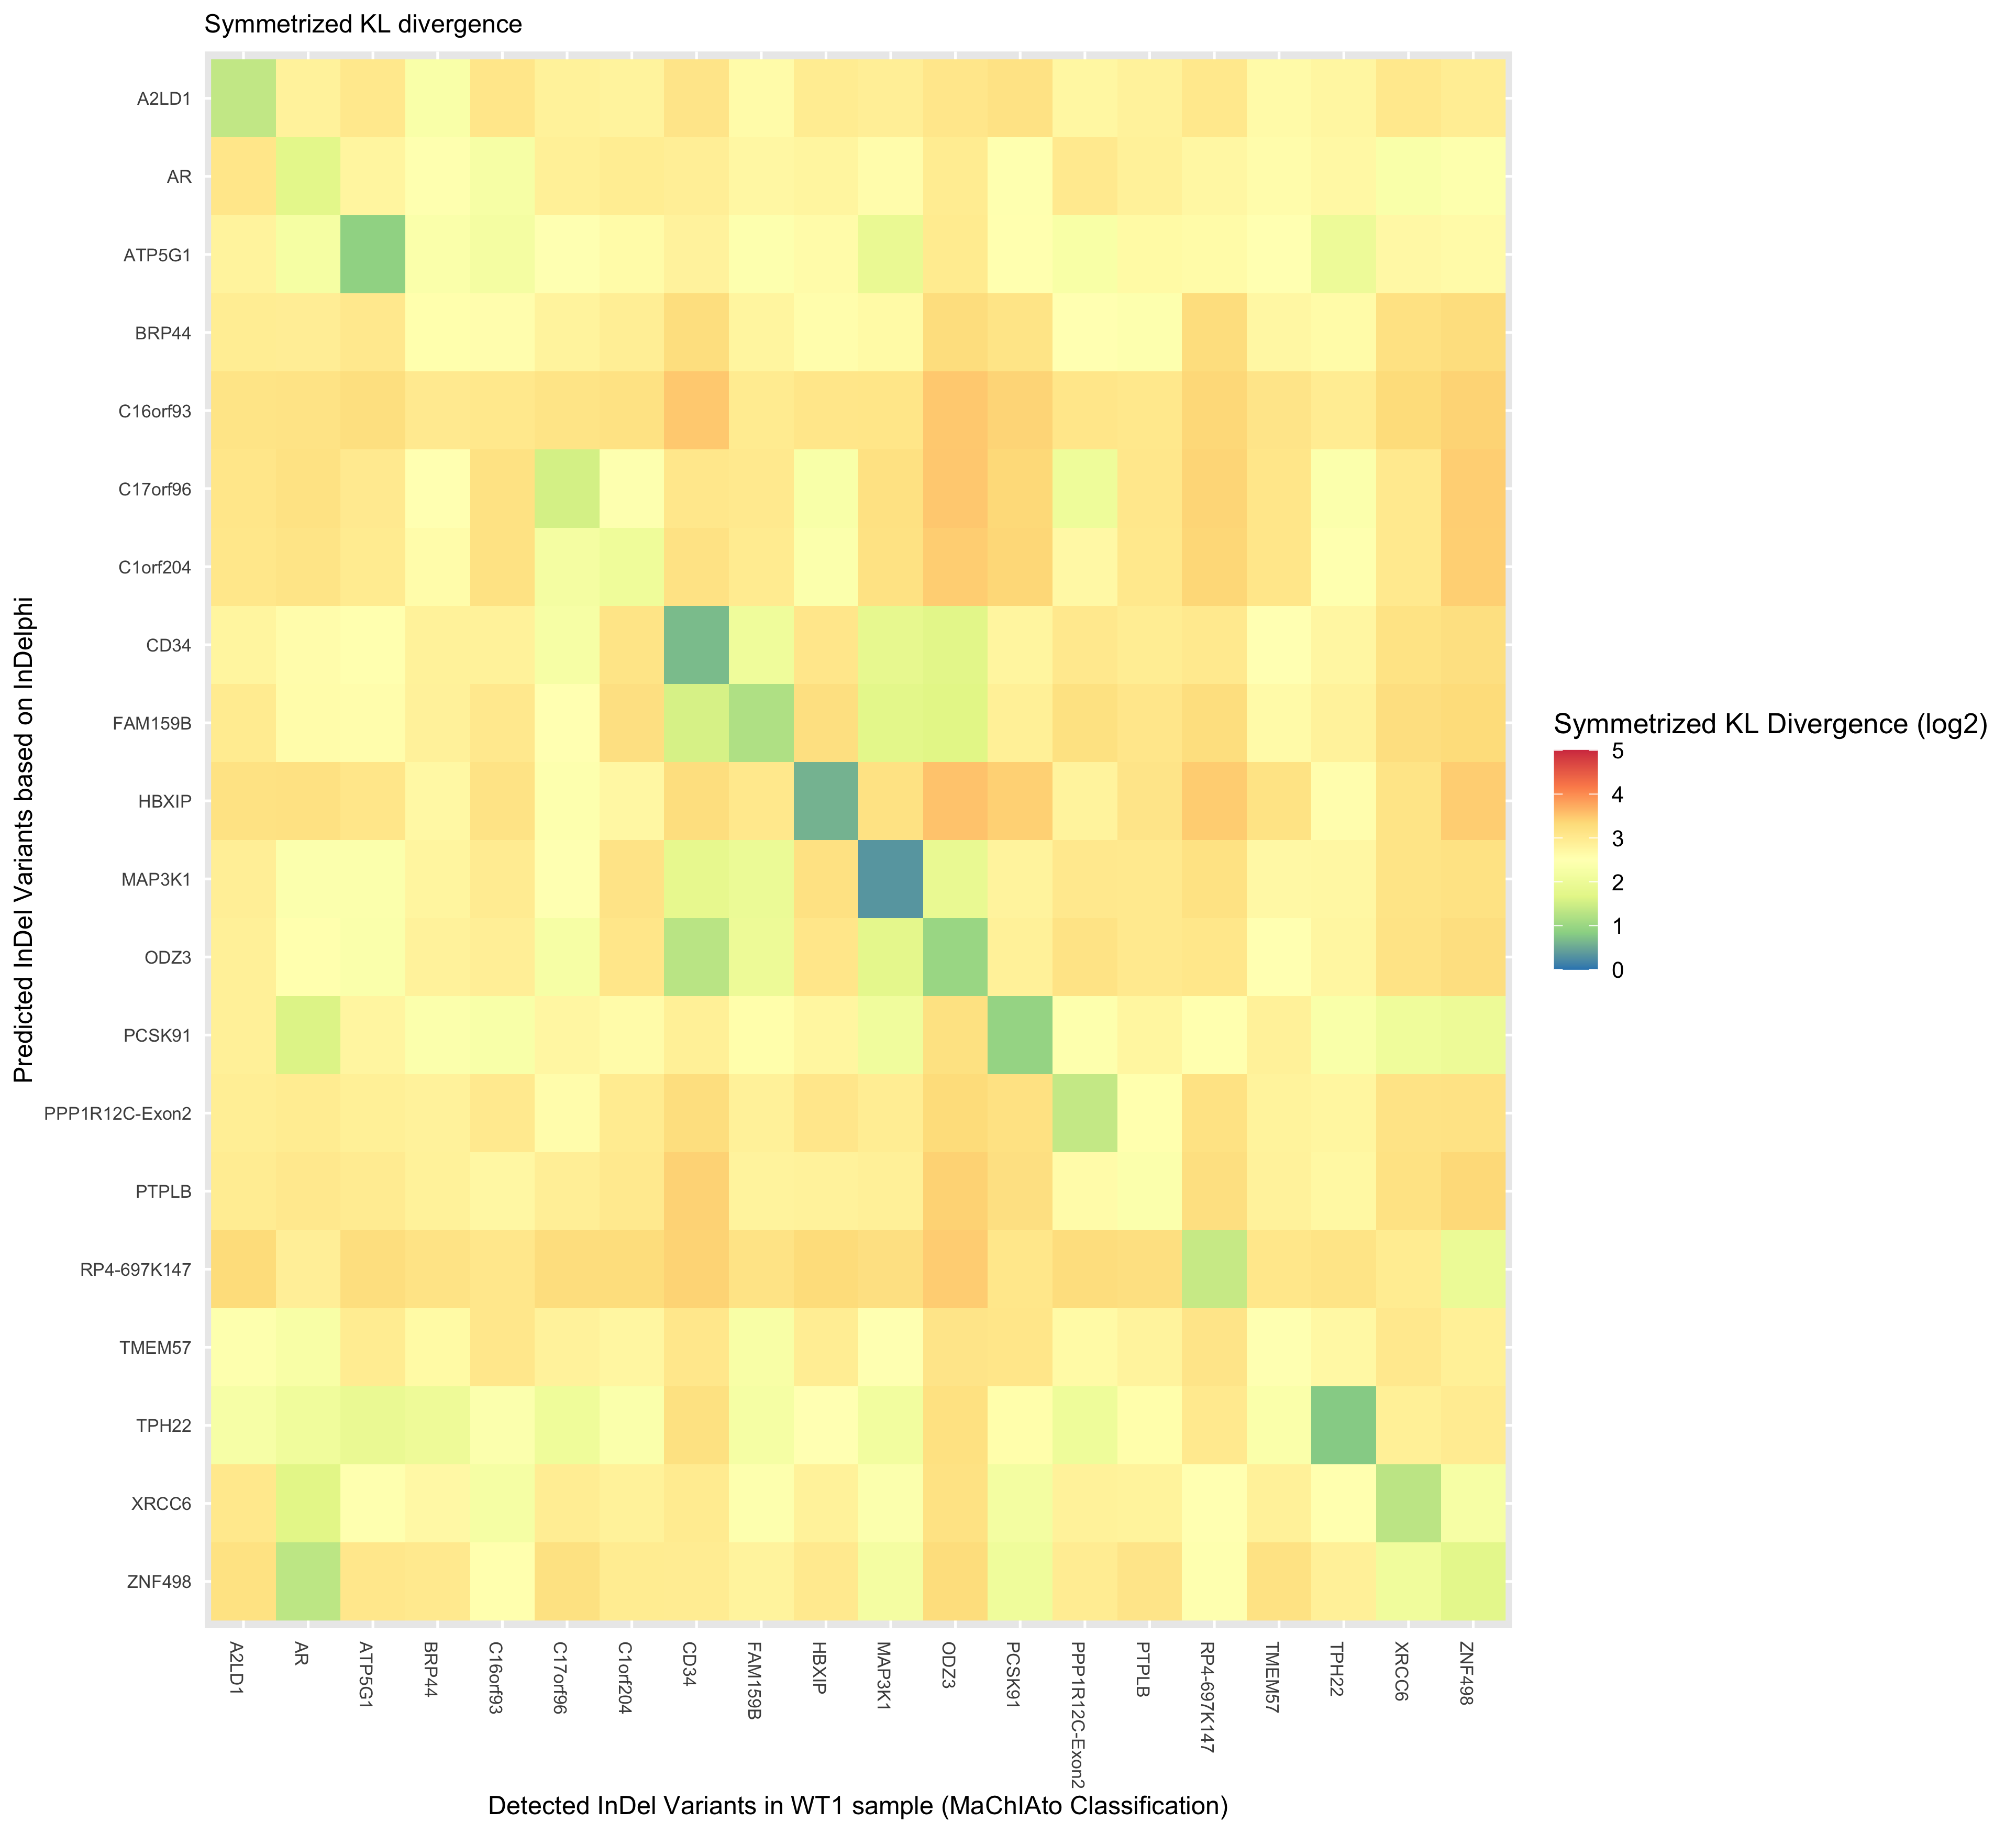 Symmetrized KL divergence
Predicted InDel Variants based on InDelphi
A2LD1
AR
ATP5G1
BRP44
C16orf93
C17orf96
C1orf204
CD34
FAM159B
HBXIP
MAP3K1
ODZ3
PCSK91
PPP1R12C-Exon2
PTPLB
RP4-697K147
TMEM57
TPH22
XRCC6
ZNF498
A2LD1
AR
ATP5G1
BRP44
C16orf93
C17orf96
C1orf204
CD34
FAM159B
HBXIP
MAP3K1
ODZ3
PCSK91
PPP1R12C-Exon2
PTPLB
RP4-697K147
TMEM57
TPH22
XRCC6
ZNF498
Detected InDel Variants in WT1 sample (MaChIAto Classification)
Symmetrized KL Divergence (log2)
5
4
3
2
1
0